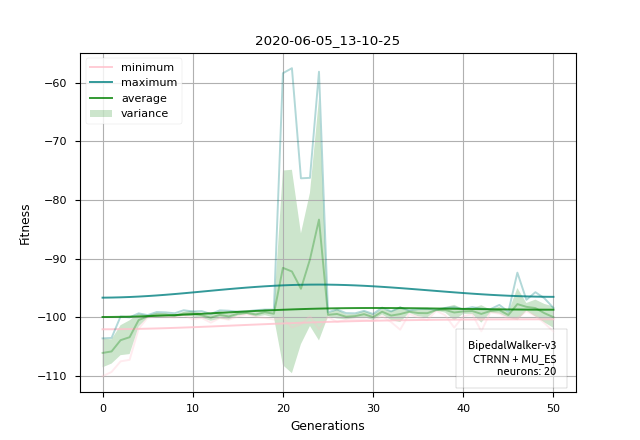 2020-06-05_13-10-25
minimum
maximum
average
variance
−60
−70
−80
−90
−100
−110
Fitness
BipedalWalker-v3
CTRNN + MU_ES
neurons: 20
0 10 20 30 40 50
Generations